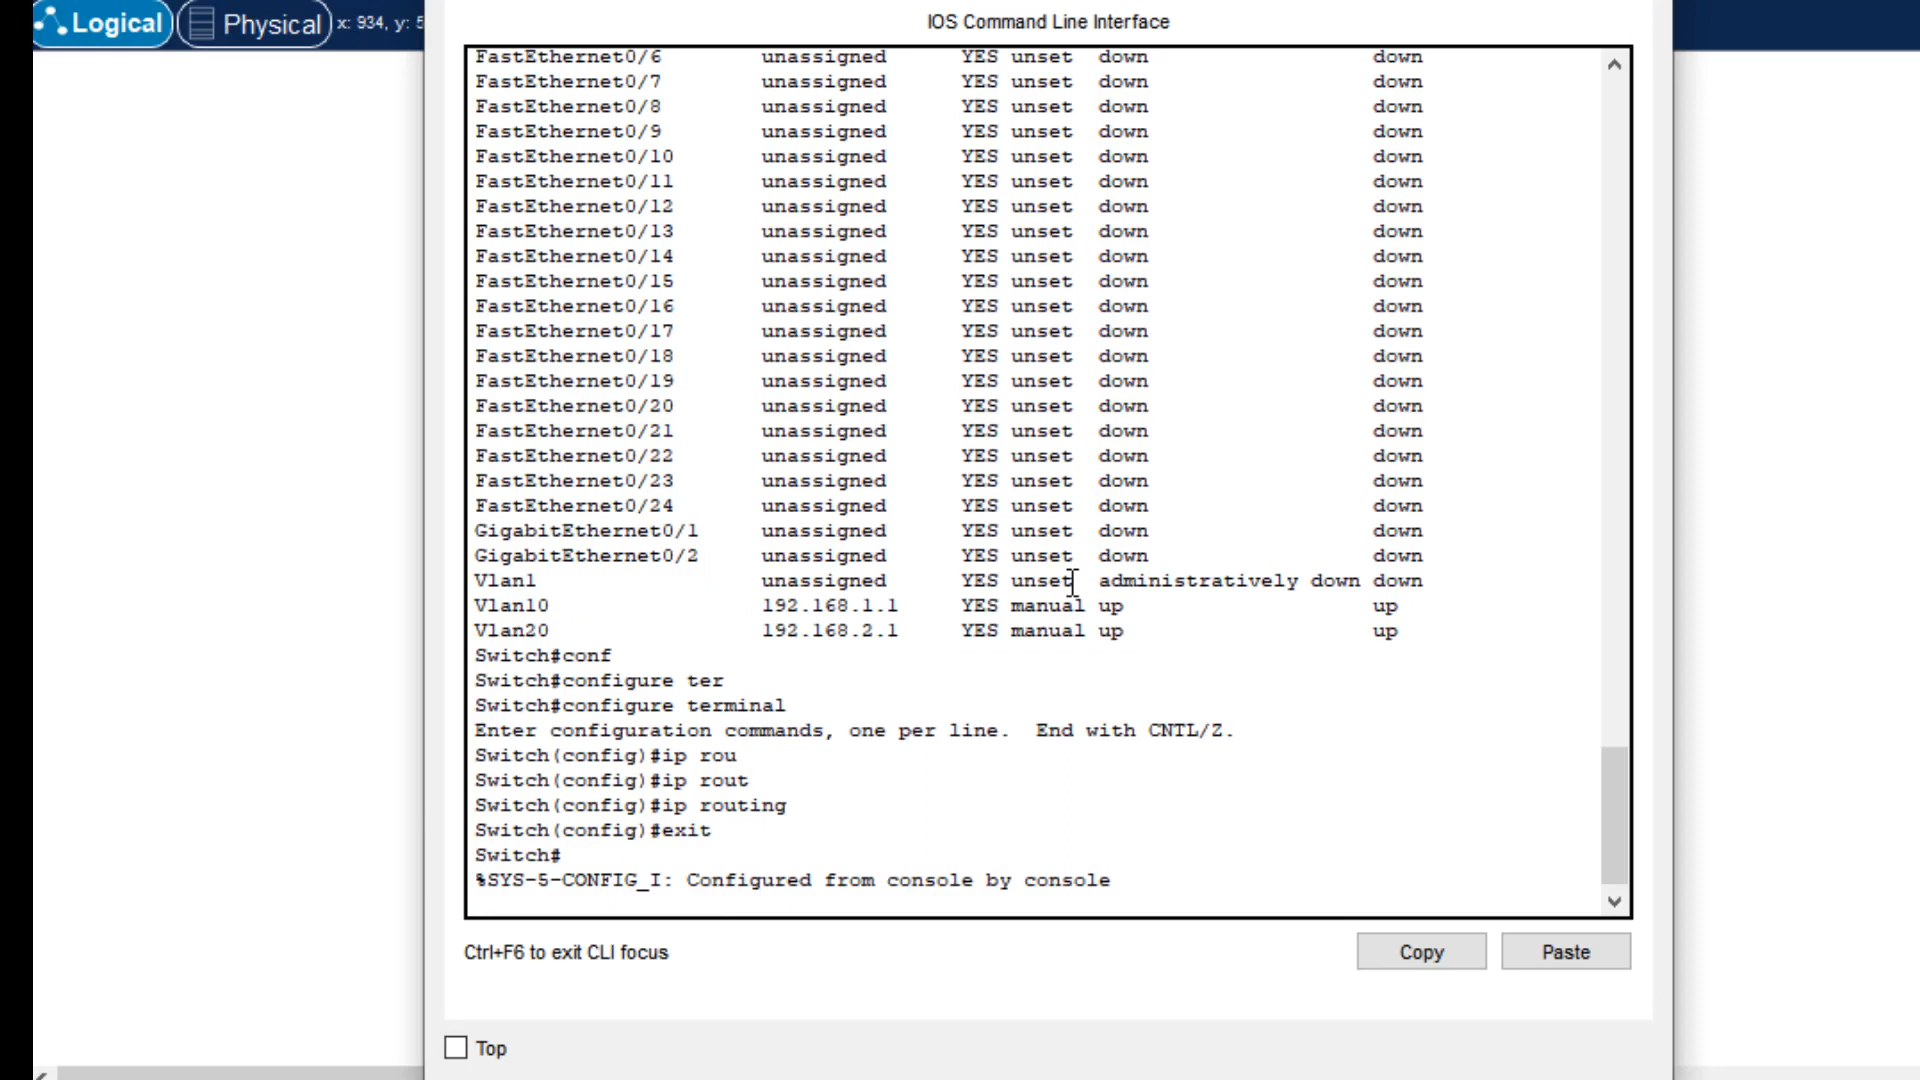 Logical Physical x: 934, y: 5
IOS Command Line Interface
FastEthernet0/6 unassigned YES unset down down
FastEthernet0/7 unassigned YES unset down down
FastEthernet0/8 unassigned YES unset down down
FastEthernet0/9 unassigned YES unset down down
FastEthernet0/10 unassigned YES unset down down
FastEthernet0/11 unassigned YES unset down down
FastEthernet0/12 unassigned YES unset down down
FastEthernet0/13 unassigned YES unset down down
FastEthernet0/14 unassigned YES unset down down
FastEthernet0/15 unassigned YES unset down down
FastEthernet0/16 unassigned YES unset down down
FastEthernet0/17 unassigned YES unset down down
FastEthernet0/18 unassigned YES unset down down
FastEthernet0/19 unassigned YES unset down down
FastEthernet0/20 unassigned YES unset down down
FastEthernet0/21 unassigned YES unset down down
FastEthernet0/22 unassigned YES unset down down
FastEthernet0/23 unassigned YES unset down down
FastEthernet0/24 unassigned YES unset down down
GigabitEthernet0/1 unassigned YES unset down down
GigabitEthernet0/2 unassigned YES unset down down
Vlan1 unassigned YES unset administratively down down
Vlan10 192.168.1.1 YES manual up up
Vlan20 192.168.2.1 YES manual up up
Switch#conf
Switch#configure ter
Switch#configure terminal
Enter configuration commands, one per line. End with CNTL/Z.
Switch(config)#ip rou
Switch(config)#ip rout
Switch(config)#ip routing
Switch(config)#exit
Switch#
%SYS-5-CONFIG_I: Configured from console by console
Ctrl+F6 to exit CLI focus
Copy
Paste
Top